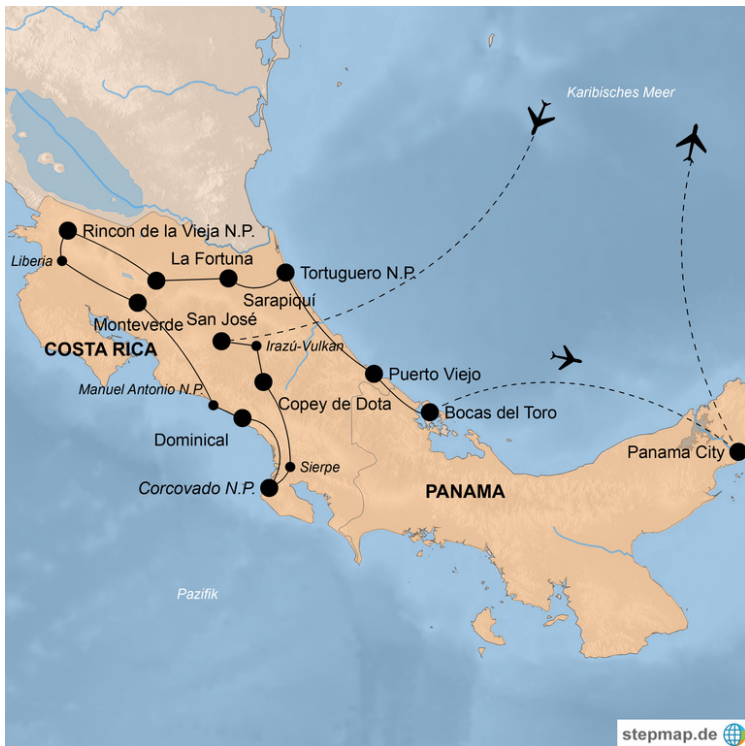 Karibisches Meer
Rincon de la Vieja N.P.
Liberia
La Fortuna
Tortuguero N.P.
Sarapiquí
Monteverde
San José
COSTA RICA
Irazú-Vulkan
Puerto Viejo
Manuel Antonio N.P.
Copey de Dota
Bocas del Toro
Dominical
Panama City
Sierpe
Corcovado N.P.
PANAMA
Pazifik
stepmap.de